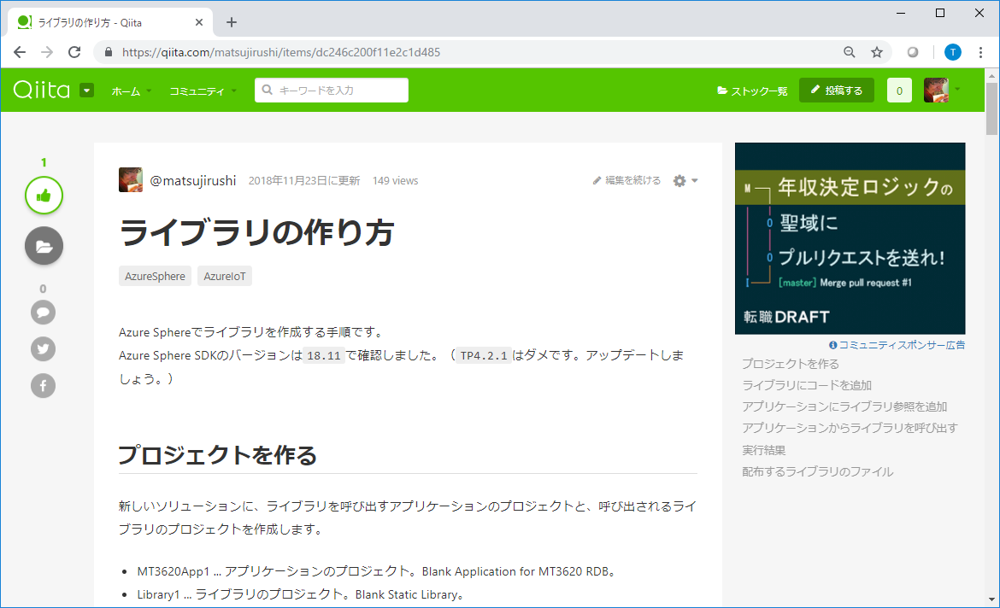 ライブラリの作り方 - Qiita
https://qiita.com/matsujirushi/items/dc246c200f11e2c1d485
T
Qiita ホーム コミュニティ キーワードを入力 ストック一覧 投稿する 0
1
0
@matsujirushi 2018年11月23日に更新 149 views 編集を続ける
ライブラリの作り方
AzureSphere AzureIoT
Azure Sphereでライブラリを作成する手順です。
Azure Sphere SDKのバージョンは 18.11 で確認しました。（ TP4.2.1 はダメです。アップデートしま
しょう。）
プロジェクトを作る
新しいソリューションに、ライブラリを呼び出すアプリケーションのプロジェクトと、呼び出されるライ
ブラリのプロジェクトを作成します。
• MT3620App1 ... アプリケーションのプロジェクト。Blank Application for MT3620 RDB。
• Library1 ... ライブラリのプロジェクト。Blank Static Library。
M 年収決定ロジックの
0 聖域に
0 プルリクエストを送れ!
I [master] Merge pull request #1
転職DRAFT
コミュニティスポンサー広告
プロジェクトを作る
ライブラリにコードを追加
アプリケーションにライブラリ参照を追加
アプリケーションからライブラリを呼び出す
実行結果
配布するライブラリのファイル